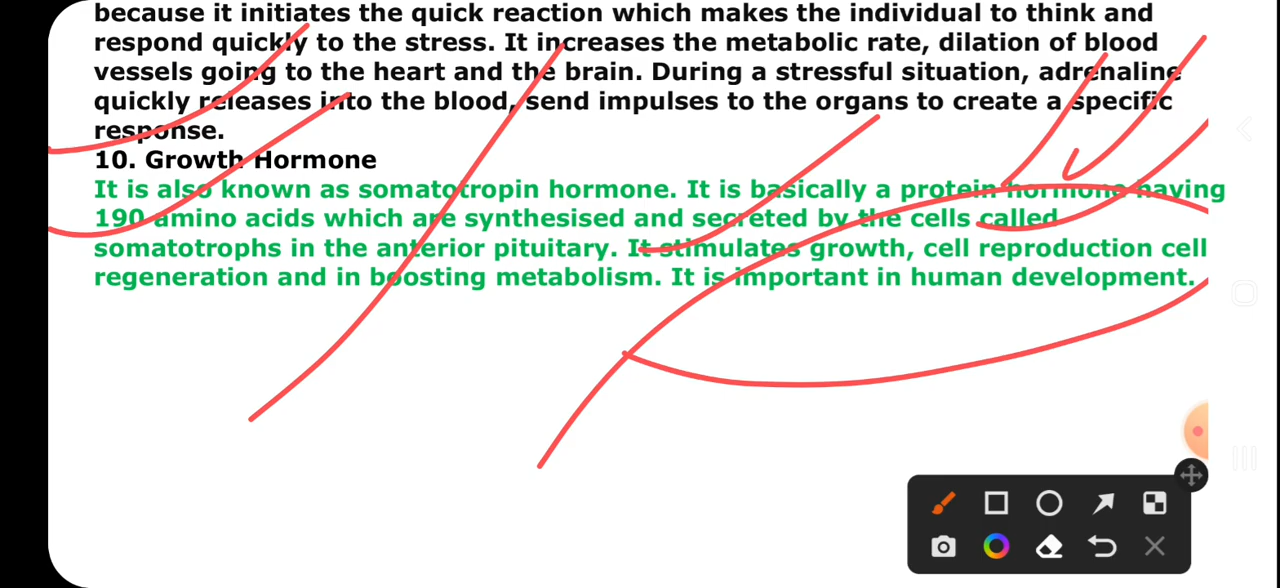 because it initiates the quick reaction which makes the individual to think and
respond quickly to the stress. It increases the metabolic rate, dilation of blood
vessels going to the heart and the brain. During a stressful situation, adrenaline
quickly releases into the blood, send impulses to the organs to create a specific
response.
10. Growth Hormone
It is also known as somatotropin hormone. It is basically a protein hormone having
190 amino acids which are synthesised and secreted by the cells called
somatotrophs in the anterior pituitary. It stimulates growth, cell reproduction cell
regeneration and in boosting metabolism. It is important in human development.